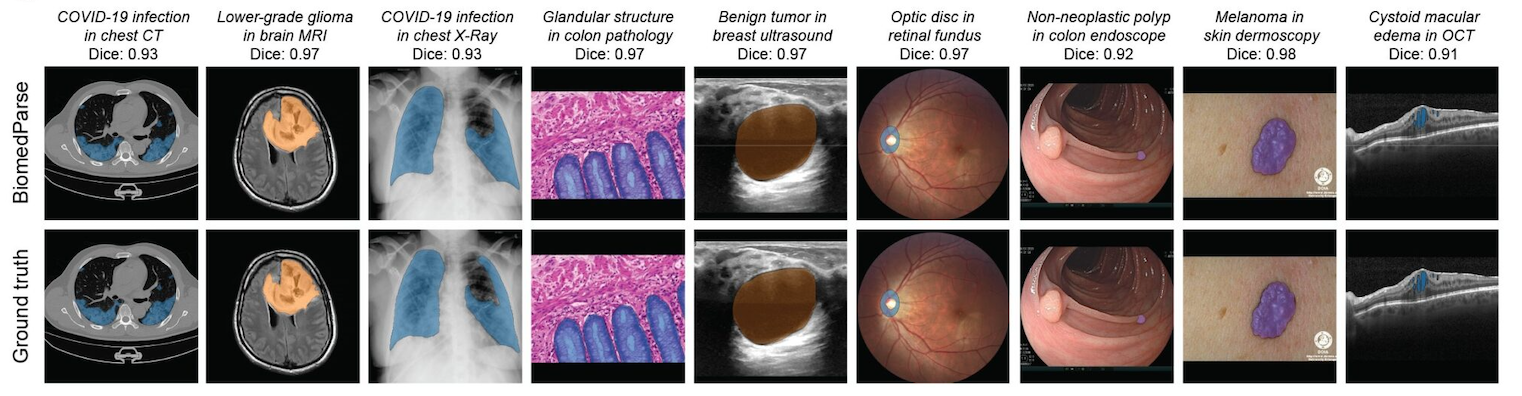 COVID-19 infection
in chest CT
Dice: 0.93
Lower-grade glioma
in brain MRI
Dice: 0.97
COVID-19 infection
in chest X-Ray
Dice: 0.93
Glandular structure
in colon pathology
Dice: 0.97
Benign tumor in
breast ultrasound
Dice: 0.97
Optic disc in
retinal fundus
Dice: 0.97
Non-neoplastic polyp
in colon endoscope
Dice: 0.92
Melanoma in
skin dermoscopy
Dice: 0.98
Cystoid macular
edema in OCT
Dice: 0.91
BiomedParse
Ground truth